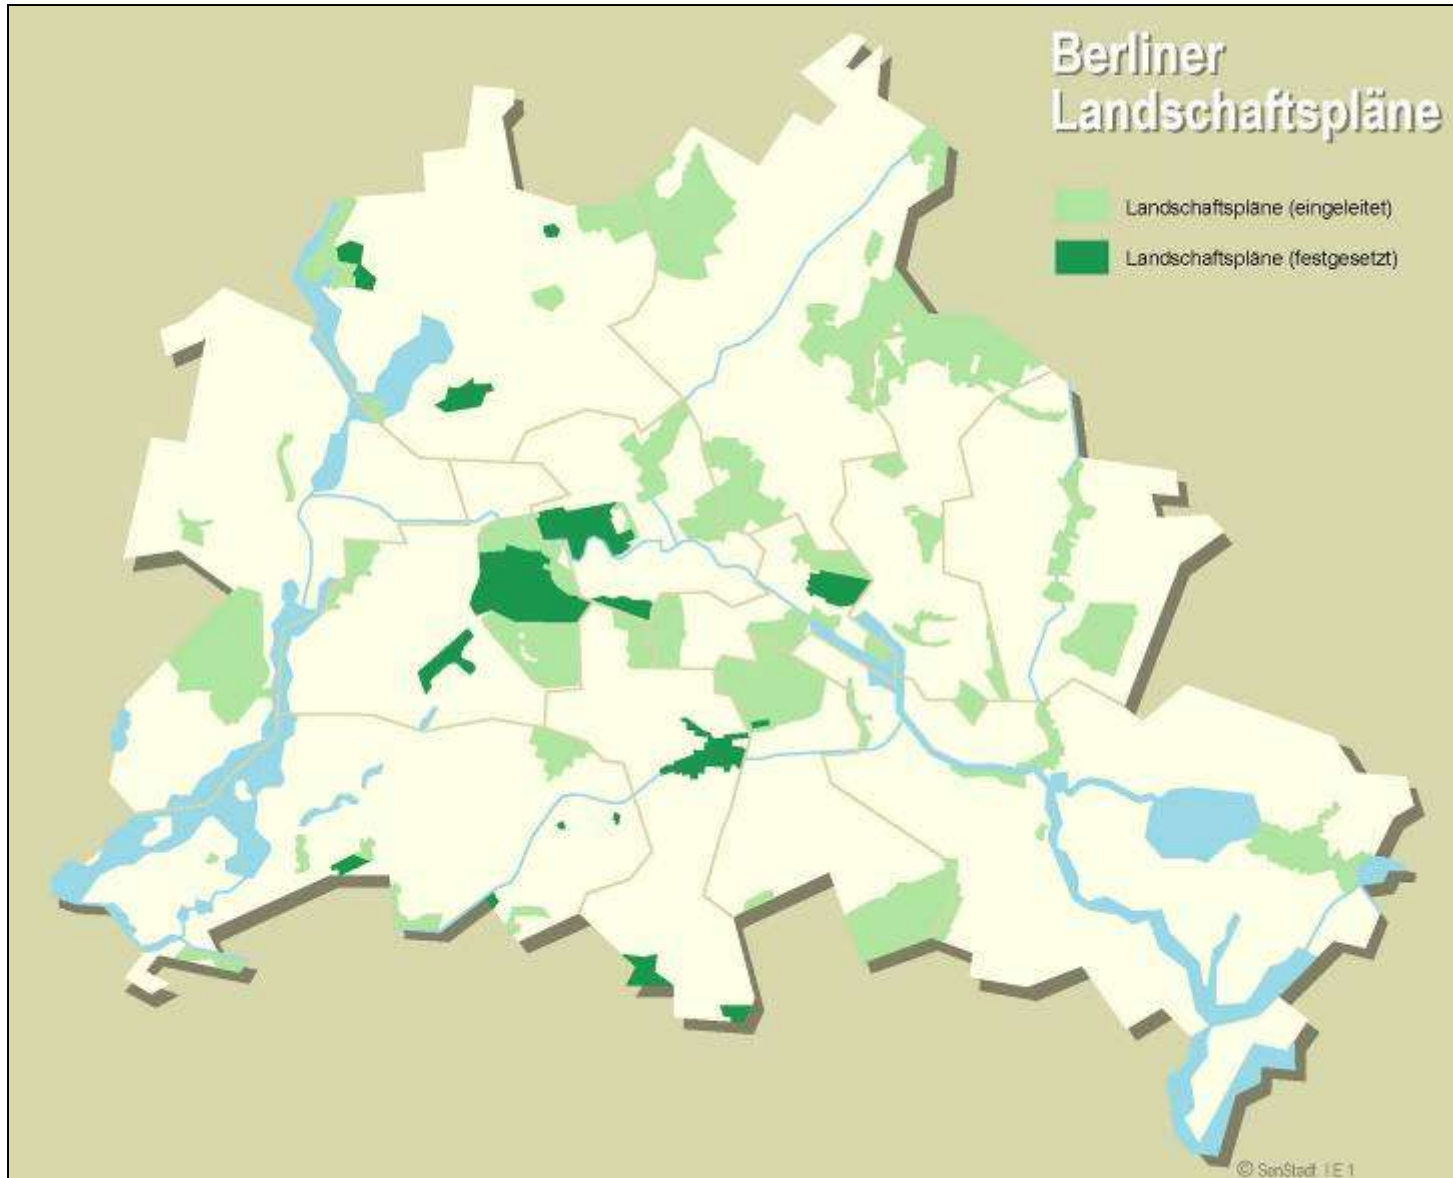 Berliner
Landschaftspläne
Landschaftspläne (eingeleitet)
Landschaftspläne (festgesetzt)
© SenStadt I E 1